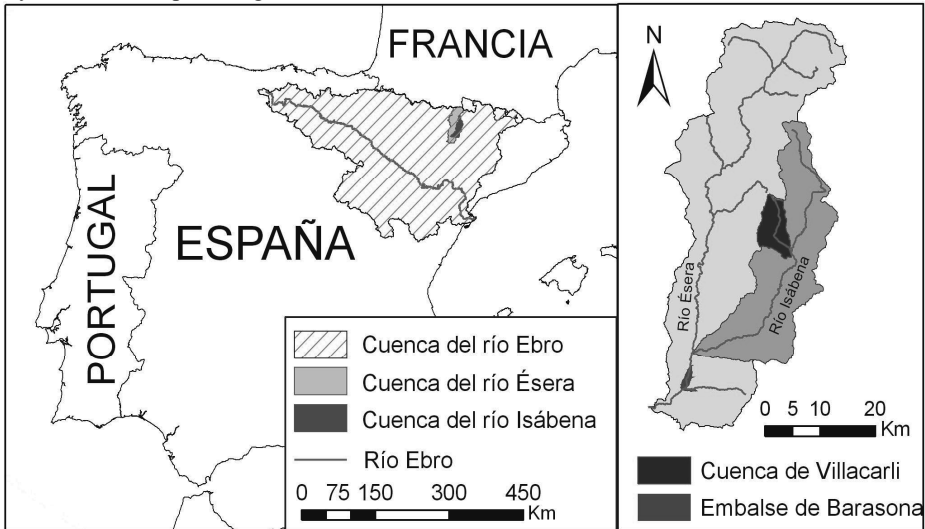 FRANCIA
PORTUGAL
ESPAÑA
Cuenca del río Ebro
Cuenca del río Ésera
Cuenca del río Isábena
Río Ebro
0 75 150 300 450
Km
N
Río Ésera
Río Isábena
0 5 10 20
Km
Cuenca de Villacarli
Embalse de Barasona